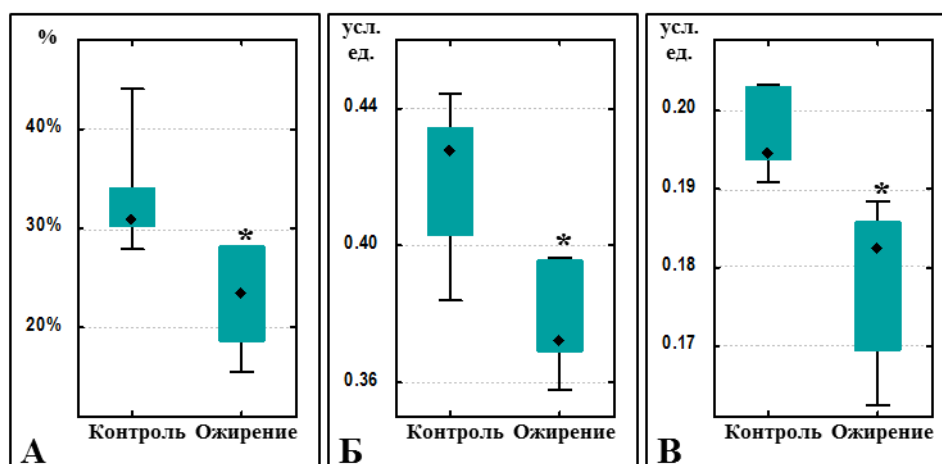 %
40%
30%
20%
*
Контроль Ожирение
А
усл.
ед.
0.44
0.40
0.36
*
Контроль Ожирение
Б
усл.
ед.
0.20
0.19
0.18
0.17
*
Контроль Ожирение
В